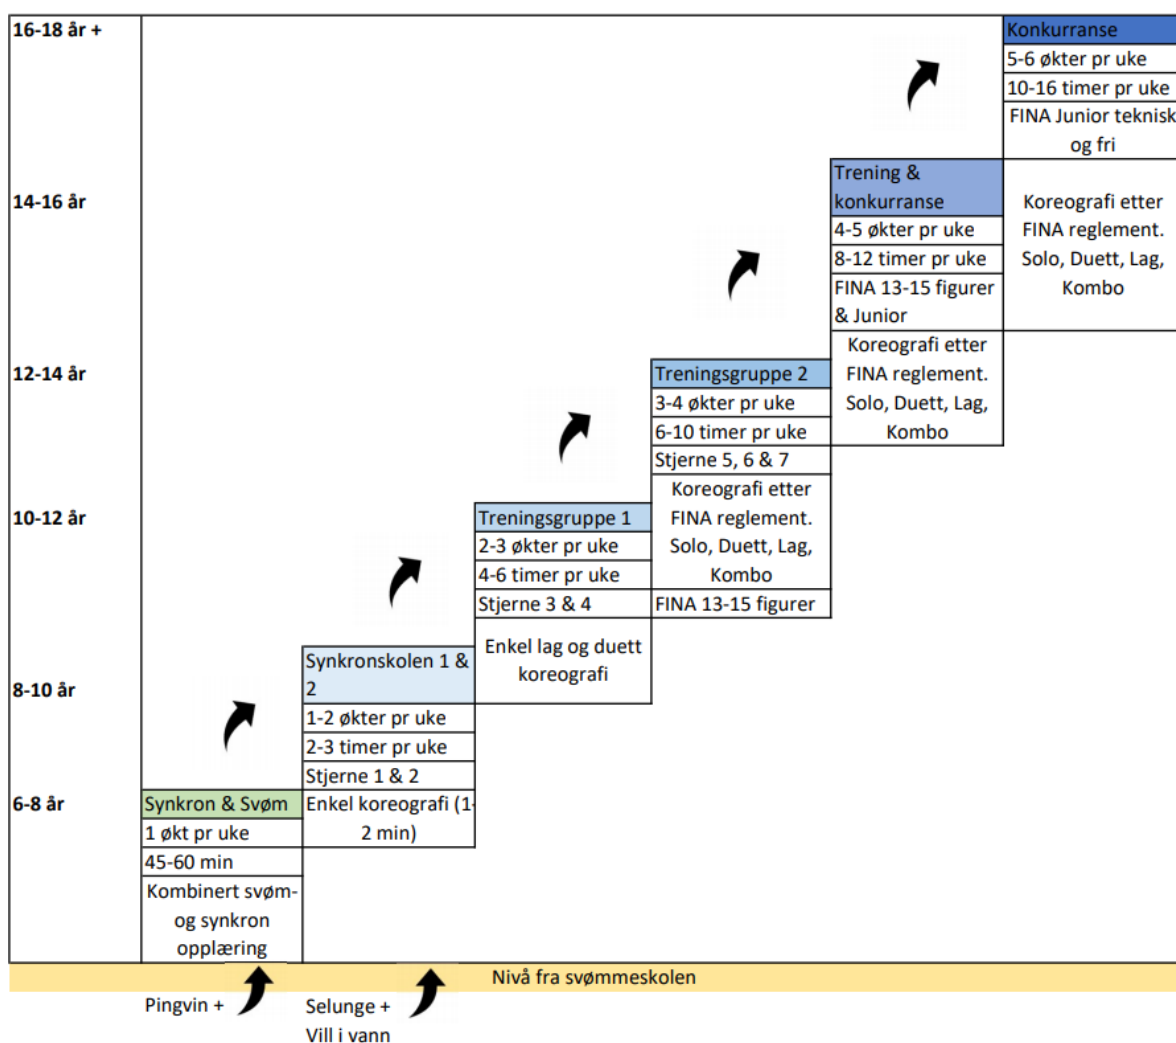 16-18 år +
Konkurranse
5-6 økter pr uke
10-16 timer pr uke
FINA Junior teknisk
og fri
Koreografi etter
FINA reglement.
Solo, Duett, Lag,
Kombo
14-16 år
Trening &
konkurranse
4-5 økter pr uke
8-12 timer pr uke
FINA 13-15 figurer
& Junior
Koreografi etter
FINA reglement.
Solo, Duett, Lag,
Kombo
12-14 år
Treningsgruppe 2
3-4 økter pr uke
6-10 timer pr uke
Stjerne 5, 6 & 7
Koreografi etter
FINA reglement.
Solo, Duett, Lag,
Kombo
FINA 13-15 figurer
10-12 år
Treningsgruppe 1
2-3 økter pr uke
4-6 timer pr uke
Stjerne 3 & 4
Enkel lag og duett
koreografi
8-10 år
Synkronskolen 1 &
2
1-2 økter pr uke
2-3 timer pr uke
Stjerne 1 & 2
Enkel koreografi (1-
2 min)
6-8 år
Synkron & Svøm
1 økt pr uke
45-60 min
Kombinert svøm-
og synkron
opplæring
Nivå fra svømmeskolen
Pingvin +
Selunge +
Vill i vann